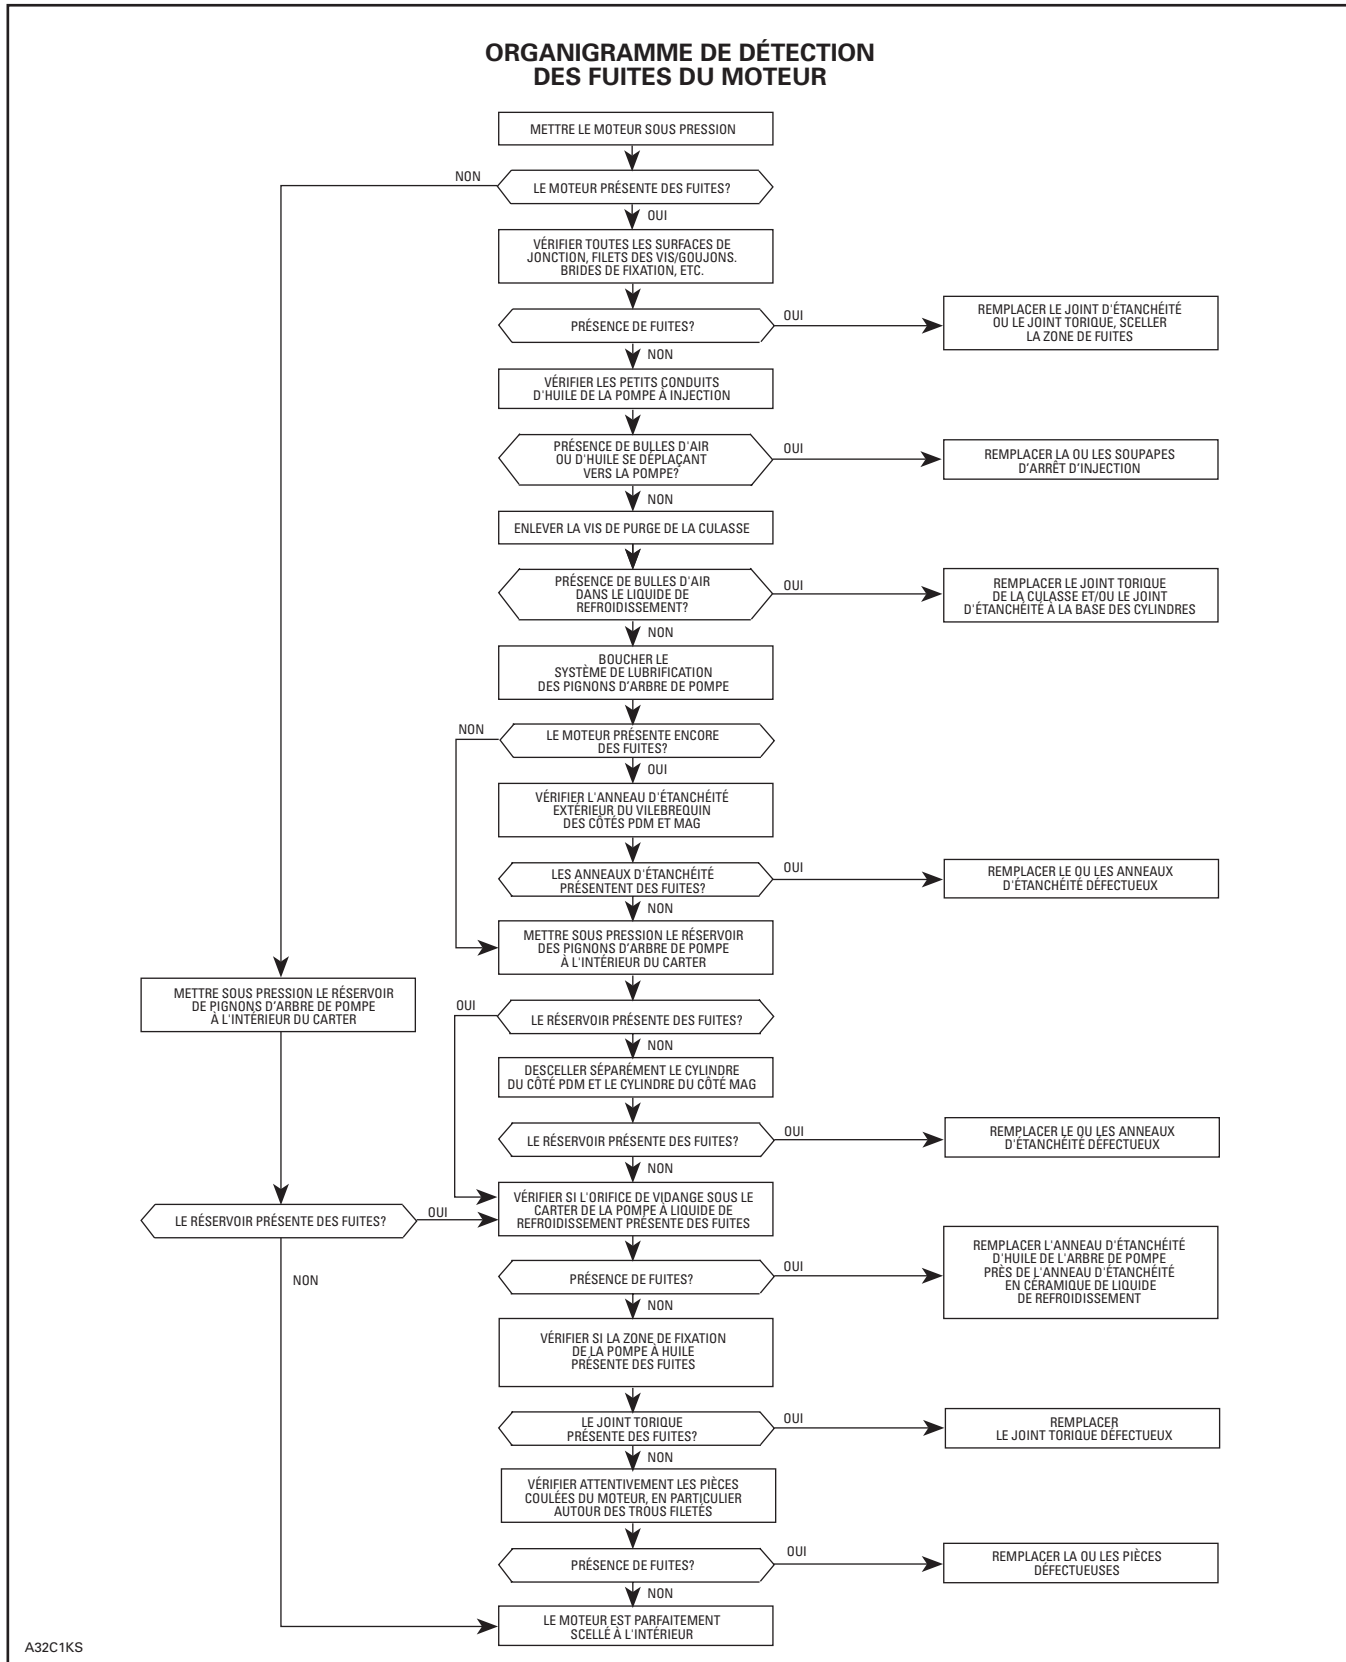 ORGANIGRAMME DE DÉTECTION
DES FUITES DU MOTEUR
METTRE LE MOTEUR SOUS PRESSION
NON
LE MOTEUR PRÉSENTE DES FUITES?
OUI
VÉRIFIER TOUTES LES SURFACES DE
JONCTION, FILETS DES VIS/GOUJONS.
BRIDES DE FIXATION, ETC.
PRÉSENCE DE FUITES?
OUI
REMPLACER LE JOINT D'ÉTANCHÉITÉ
OU LE JOINT TORIQUE, SCELLER
LA ZONE DE FUITES
NON
VÉRIFIER LES PETITS CONDUITS
D'HUILE DE LA POMPE À INJECTION
PRÉSENCE DE BULLES D'AIR
OU D'HUILE SE DÉPLAÇANT
VERS LA POMPE?
OUI
REMPLACER LA OU LES SOUPAPES
D'ARRÊT D'INJECTION
NON
ENLEVER LA VIS DE PURGE DE LA CULASSE
PRÉSENCE DE BULLES D'AIR
DANS LE LIQUIDE DE
REFROIDISSEMENT?
OUI
REMPLACER LE JOINT TORIQUE
DE LA CULASSE ET/OU LE JOINT
D'ÉTANCHÉITÉ À LA BASE DES CYLINDRES
NON
BOUCHER LE
SYSTÈME DE LUBRIFICATION
DES PIGNONS D'ARBRE DE POMPE
NON
LE MOTEUR PRÉSENTE ENCORE
DES FUITES?
OUI
VÉRIFIER L'ANNEAU D'ÉTANCHÉITÉ
EXTÉRIEUR DU VILEBREQUIN
DES CÔTÉS PDM ET MAG
LES ANNEAUX D'ÉTANCHÉITÉ
PRÉSENTENT DES FUITES?
OUI
REMPLACER LE OU LES ANNEAUX
D'ÉTANCHÉITÉ DÉFECTUEUX
NON
METTRE SOUS PRESSION LE RÉSERVOIR
DES PIGNONS D'ARBRE DE POMPE
À L'INTÉRIEUR DU CARTER
METTRE SOUS PRESSION LE RÉSERVOIR
DE PIGNONS D'ARBRE DE POMPE
À L'INTÉRIEUR DU CARTER
OUI
LE RÉSERVOIR PRÉSENTE DES FUITES?
NON
DESCELLER SÉPARÉMENT LE CYLINDRE
DU CÔTÉ PDM ET LE CYLINDRE DU CÔTÉ MAG
LE RÉSERVOIR PRÉSENTE DES FUITES?
OUI
REMPLACER LE OU LES ANNEAUX
D'ÉTANCHÉITÉ DÉFECTUEUX
NON
LE RÉSERVOIR PRÉSENTE DES FUITES?
OUI
VÉRIFIER SI L'ORIFICE DE VIDANGE SOUS LE
CARTER DE LA POMPE À LIQUIDE DE
REFROIDISSEMENT PRÉSENTE DES FUITES
NON
PRÉSENCE DE FUITES?
OUI
REMPLACER L'ANNEAU D'ÉTANCHÉITÉ
D'HUILE DE L'ARBRE DE POMPE
PRÈS DE L'ANNEAU D'ÉTANCHÉITÉ
EN CÉRAMIQUE DE LIQUIDE
DE REFROIDISSEMENT
NON
VÉRIFIER SI LA ZONE DE FIXATION
DE LA POMPE À HUILE
PRÉSENTE DES FUITES
LE JOINT TORIQUE
PRÉSENTE DES FUITES?
OUI
REMPLACER
LE JOINT TORIQUE DÉFECTUEUX
NON
VÉRIFIER ATTENTIVEMENT LES PIÈCES
COULÉES DU MOTEUR, EN PARTICULIER
AUTOUR DES TROUS FILETÉS
PRÉSENCE DE FUITES?
OUI
REMPLACER LA OU LES PIÈCES
DÉFECTUEUSES
NON
LE MOTEUR EST PARFAITEMENT
SCELLÉ À L'INTÉRIEUR
A32C1KS